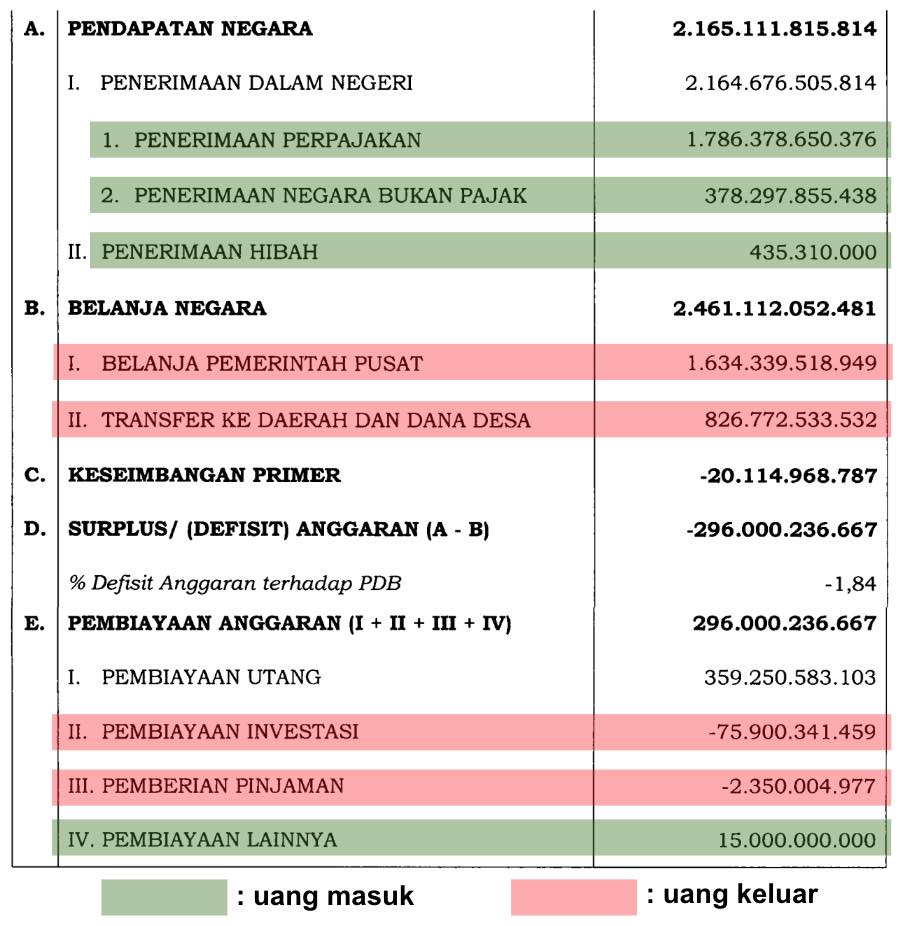 A. PENDAPATAN NEGARA 2.165.111.815.814
I. PENERIMAAN DALAM NEGERI 2.164.676.505.814
1. PENERIMAAN PERPAJAKAN 1.786.378.650.376
2. PENERIMAAN NEGARA BUKAN PAJAK 378.297.855.438
II. PENERIMAAN HIBAH 435.310.000
B. BELANJA NEGARA 2.461.112.052.481
I. BELANJA PEMERINTAH PUSAT 1.634.339.518.949
II. TRANSFER KE DAERAH DAN DANA DESA 826.772.533.532
C. KESEIMBANGAN PRIMER -20.114.968.787
D. SURPLUS/ (DEFISIT) ANGGARAN (A - B) -296.000.236.667
% Defisit Anggaran terhadap PDB -1,84
E. PEMBIAYAAN ANGGARAN (I + II + III + IV) 296.000.236.667
I. PEMBIAYAAN UTANG 359.250.583.103
II. PEMBIAYAAN INVESTASI -75.900.341.459
III. PEMBERIAN PINJAMAN -2.350.004.977
IV. PEMBIAYAAN LAINNYA 15.000.000.000
: uang masuk : uang keluar